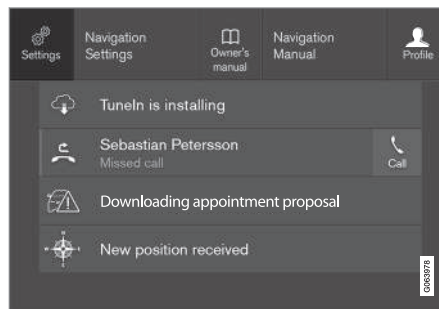 Settings
Navigation
Settings
Owner's
manual
Navigation
Manual
Profile
TuneIn is installing
Sebastian Petersson
Missed call
Call
Downloading appointment proposal
New position received
G063978